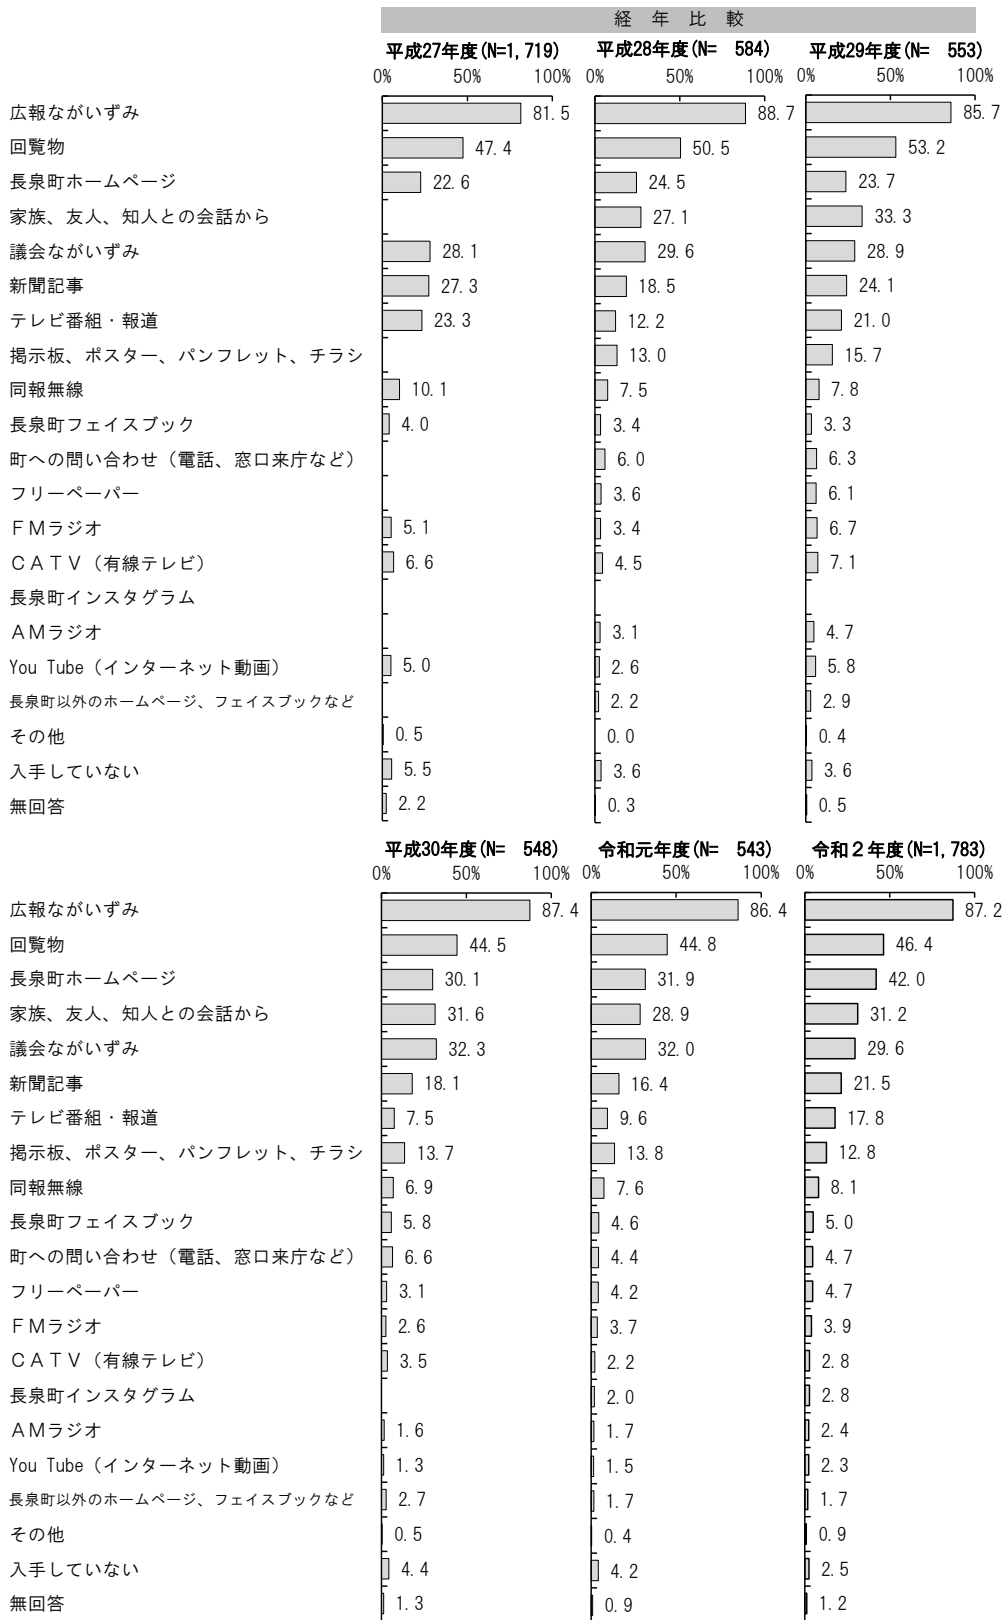 経 年 比 較
平成27年度(N=1,719) 平成28年度(N= 584) 平成29年度(N= 553)
0% 50% 100% 0% 50% 100% 0% 50% 100%
広報ながいずみ 81.5 88.7 85.7
回覧物 47.4 50.5 53.2
長泉町ホームページ 22.6 24.5 23.7
家族、友人、知人との会話から 27.1 33.3
議会ながいずみ 28.1 29.6 28.9
新聞記事 27.3 18.5 24.1
テレビ番組・報道 23.3 12.2 21.0
掲示板、ポスター、パンフレット、チラシ 13.0 15.7
同報無線 10.1 7.5 7.8
長泉町フェイスブック 4.0 3.4 3.3
町への問い合わせ（電話、窓口来庁など） 6.0 6.3
フリーペーパー 3.6 6.1
ＦＭラジオ 5.1 3.4 6.7
ＣＡＴＶ（有線テレビ） 6.6 4.5 7.1
長泉町インスタグラム
ＡＭラジオ 3.1 4.7
You Tube（インターネット動画） 5.0 2.6 5.8
長泉町以外のホームページ、フェイスブックなど 2.2 2.9
その他 0.5 0.0 0.4
入手していない 5.5 3.6 3.6
無回答 2.2 0.3 0.5
平成30年度(N= 548) 令和元年度(N= 543) 令和２年度(N=1,783)
0% 50% 100% 0% 50% 100% 0% 50% 100%
広報ながいずみ 87.4 86.4 87.2
回覧物 44.5 44.8 46.4
長泉町ホームページ 30.1 31.9 42.0
家族、友人、知人との会話から 31.6 28.9 31.2
議会ながいずみ 32.3 32.0 29.6
新聞記事 18.1 16.4 21.5
テレビ番組・報道 7.5 9.6 17.8
掲示板、ポスター、パンフレット、チラシ 13.7 13.8 12.8
同報無線 6.9 7.6 8.1
長泉町フェイスブック 5.8 4.6 5.0
町への問い合わせ（電話、窓口来庁など） 6.6 4.4 4.7
フリーペーパー 3.1 4.2 4.7
ＦＭラジオ 2.6 3.7 3.9
ＣＡＴＶ（有線テレビ） 3.5 2.2 2.8
長泉町インスタグラム 2.0 2.8
ＡＭラジオ 1.6 1.7 2.4
You Tube（インターネット動画） 1.3 1.5 2.3
長泉町以外のホームページ、フェイスブックなど 2.7 1.7 1.7
その他 0.5 0.4 0.9
入手していない 4.4 4.2 2.5
無回答 1.3 0.9 1.2